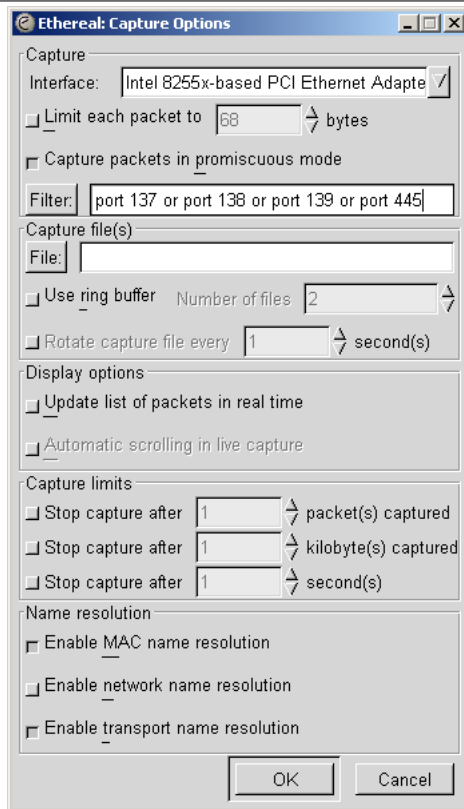 Ethereal: Capture Options
Capture
Interface: Intel 8255x-based PCI Ethernet Adapte
Limit each packet to 68 bytes
Capture packets in promiscuous mode
Filter: port 137 or port 138 or port 139 or port 445
Capture file(s)
File:
Use ring buffer Number of files 2
Rotate capture file every 1 second(s)
Display options
Update list of packets in real time
Automatic scrolling in live capture
Capture limits
Stop capture after 1 packet(s) captured
Stop capture after 1 kilobyte(s) captured
Stop capture after 1 second(s)
Name resolution
Enable MAC name resolution
Enable network name resolution
Enable transport name resolution
OK Cancel